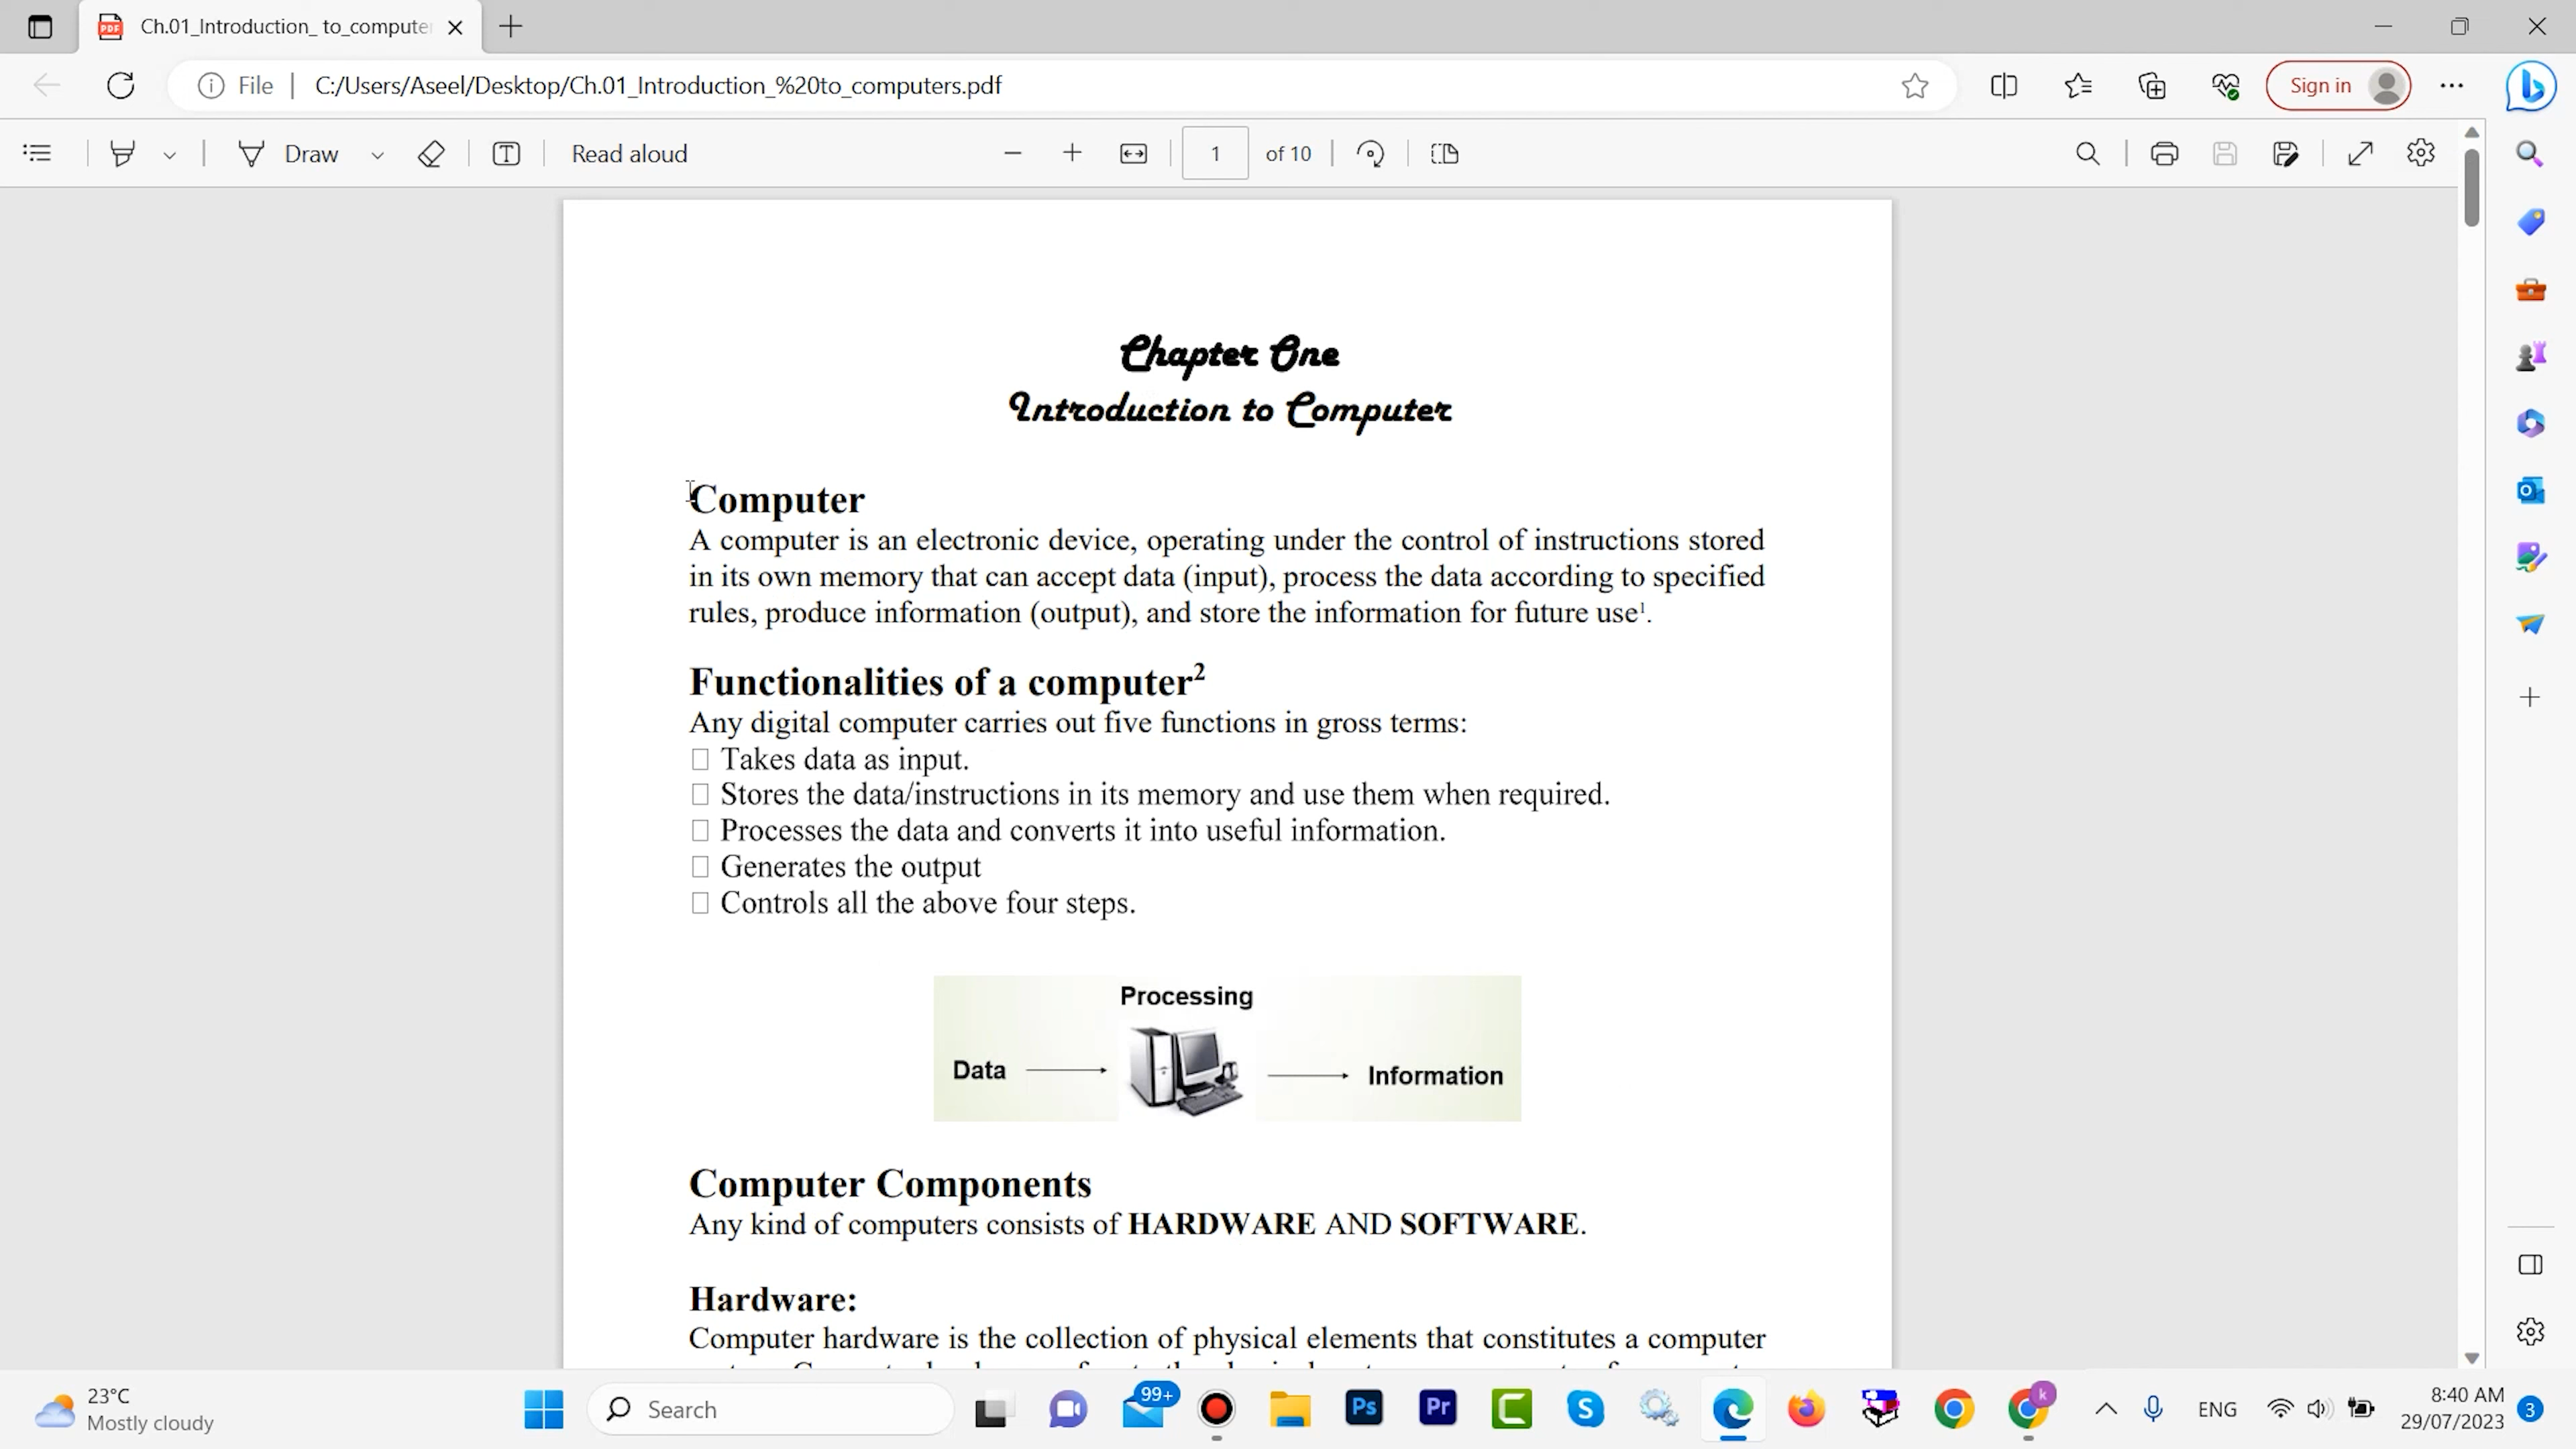 Ch.01_Introduction_ to_compute
File | C:/Users/Aseel/Desktop/Ch.01_Introduction_%20to_computers.pdf
Sign in
Draw
Read aloud
1 of 10
Chapter One
Introduction to Computer
Computer
A computer is an electronic device, operating under the control of instructions stored
in its own memory that can accept data (input), process the data according to specified
rules, produce information (output), and store the information for future use¹.
Functionalities of a computer²
Any digital computer carries out five functions in gross terms:
Takes data as input.
Stores the data/instructions in its memory and use them when required.
Processes the data and converts it into useful information.
Generates the output
Controls all the above four steps.
Processing
Data
Information
Computer Components
Any kind of computers consists of HARDWARE AND SOFTWARE.
Hardware:
Computer hardware is the collection of physical elements that constitutes a computer
23°C
Mostly cloudy
Search
99+
Ps
Pr
k
ENG
8:40 AM
29/07/2023
3